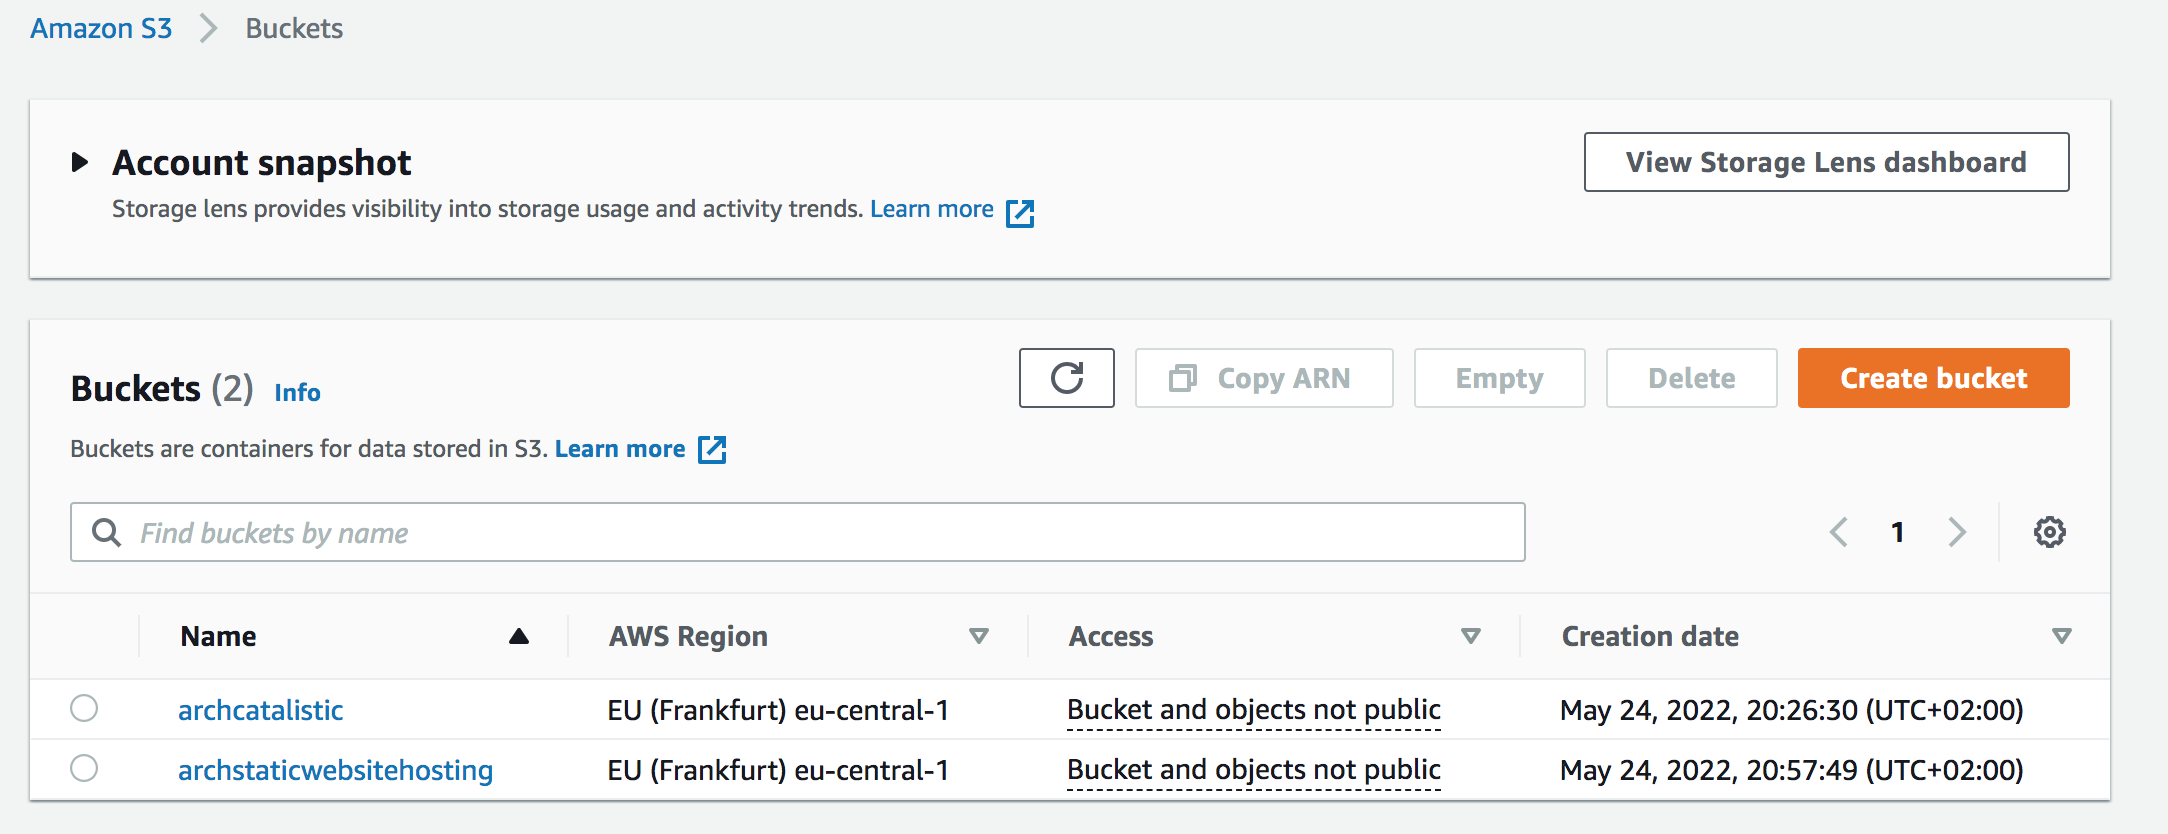 Amazon S3 Buckets
Account snapshot
View Storage Lens dashboard
Storage lens provides visibility into storage usage and activity trends. Learn more
Buckets (2) Info
Copy ARN Empty Delete Create bucket
Buckets are containers for data stored in S3. Learn more
Find buckets by name
1
Name AWS Region Access Creation date
archcatalistic EU (Frankfurt) eu-central-1 Bucket and objects not public May 24, 2022, 20:26:30 (UTC+02:00)
archstaticwebsitehosting EU (Frankfurt) eu-central-1 Bucket and objects not public May 24, 2022, 20:57:49 (UTC+02:00)